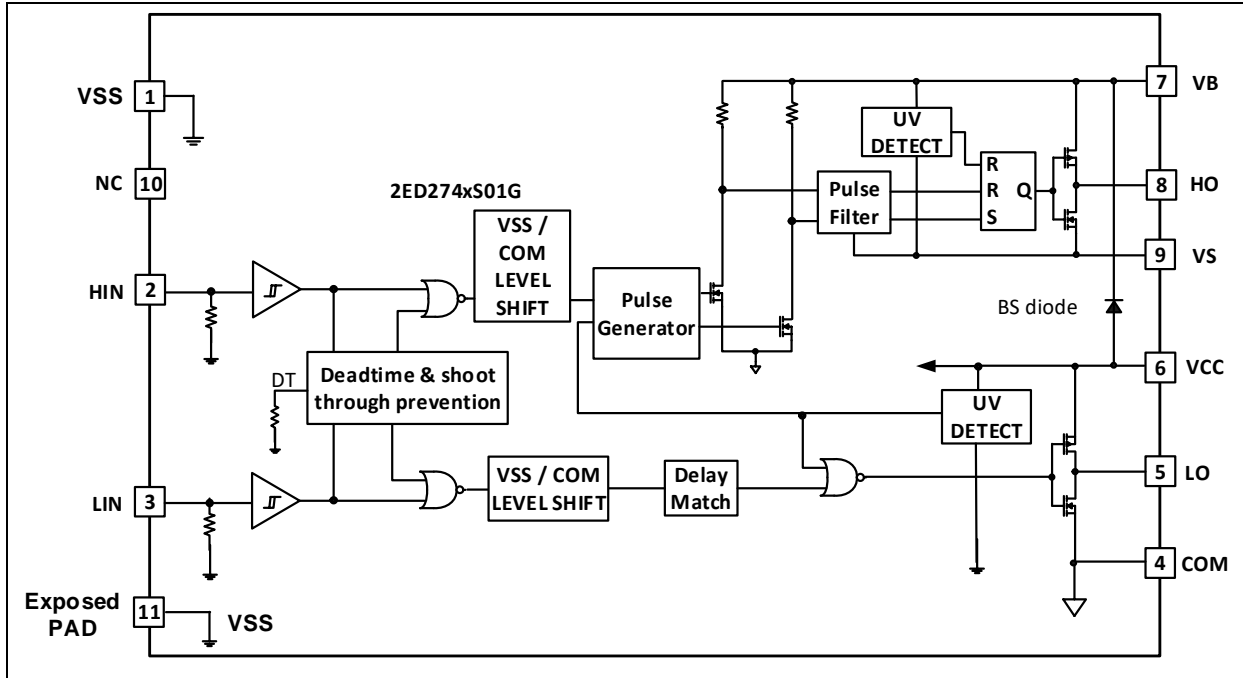 VSS
1
NC
10
HIN
2
LIN
3
Exposed
PAD
11
VSS
2ED274xS01G
DT
Deadtime & shoot
through prevention
VSS /
COM
LEVEL
SHIFT
VSS / COM
LEVEL SHIFT
Pulse
Generator
Delay
Match
UV
DETECT
Pulse
Filter
R
R
S
Q
BS diode
UV
DETECT
7
VB
8
HO
9
VS
6
VCC
5
LO
4
COM